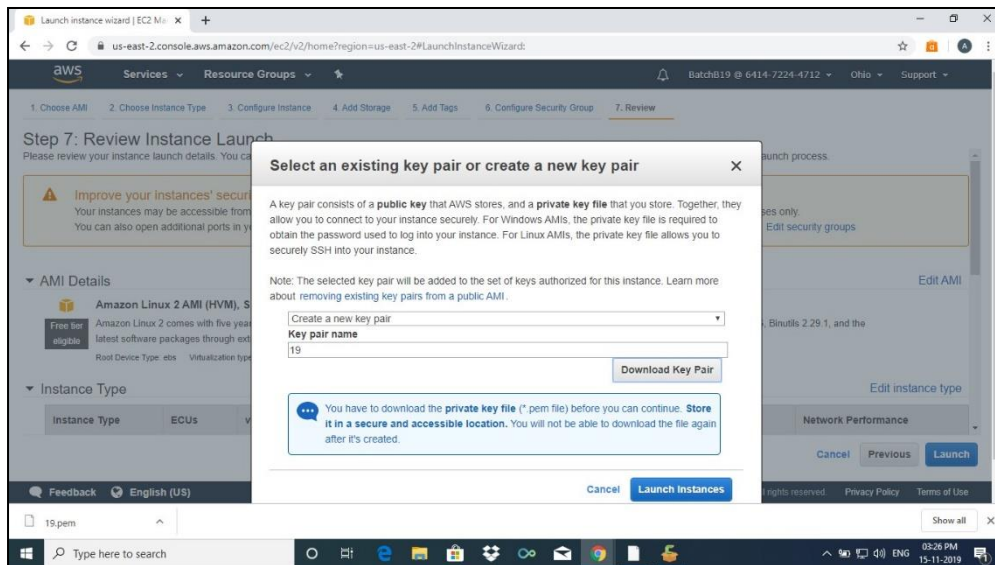 Launch instance wizard | EC2 Ma
us-east-2.console.aws.amazon.com/ec2/v2/home?region=us-east-2#LaunchInstanceWizard:
A
aws Services Resource Groups BatchB19 @ 6414-7224-4712 Ohio Support
1. Choose AMI 2. Choose Instance Type 3. Configure Instance 4. Add Storage 5. Add Tags 6. Configure Security Group 7. Review
Step 7: Review Instance Launch
Please review your instance launch details. You ca aunch process.
Select an existing key pair or create a new key pair
Improve your instances' securi
Your instances may be accessible from ses only.
You can also open additional ports in yo Edit security groups
A key pair consists of a public key that AWS stores, and a private key file that you store. Together, they
allow you to connect to your instance securely. For Windows AMIs, the private key file is required to
obtain the password used to log into your instance. For Linux AMIs, the private key file allows you to
securely SSH into your instance.
Note: The selected key pair will be added to the set of keys authorized for this instance. Learn more
about removing existing key pairs from a public AMI.
AMI Details Edit AMI
Amazon Linux 2 AMI (HVM), S
Free tier
eligible
Amazon Linux 2 comes with five year , Binutils 2.29.1, and the
latest software packages through ext
Root Device Type: ebs Virtualization type
Create a new key pair
Key pair name
19
Download Key Pair
Instance Type Edit instance type
Instance Type ECUs v Network Performance
You have to download the private key file (*.pem file) before you can continue. Store
it in a secure and accessible location. You will not be able to download the file again
after it's created.
Cancel Previous Launch
Cancel Launch Instances
Feedback English (US) l rights reserved. Privacy Policy Terms of Use
19.pem Show all
Type here to search ENG 03:26 PM
15-11-2019